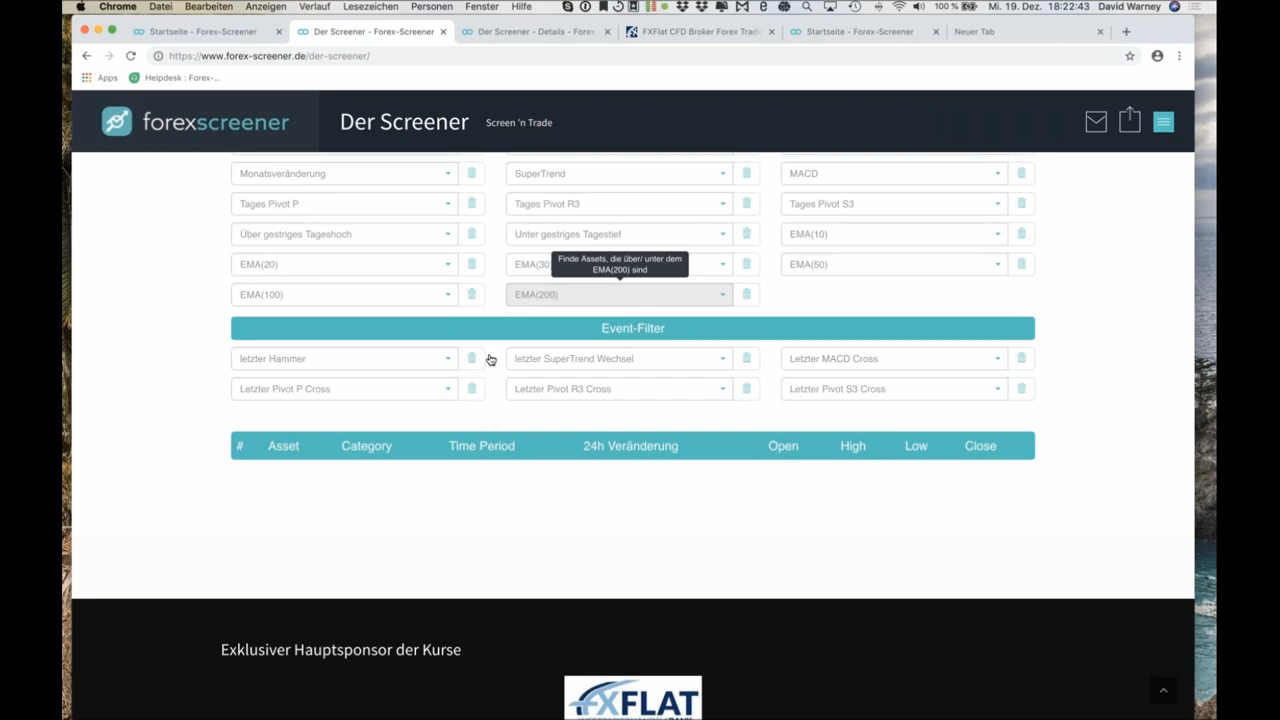 Chrome Datei Bearbeiten Anzeigen Verlauf Lesezeichen Personen Fenster Hilfe 100 % Mi. 19. Dez. 18:22:43 David Warney
Startseite - Forex-Screener Der Screener - Forex-Screener Der Screener - Details - Forex- FXFlat CFD Broker Forex Tradi Startseite - Forex-Screener Neuer Tab
https://www.forex-screener.de/der-screener/
Apps Helpdesk : Forex-...
forexscreener Der Screener Screen 'n Trade
Monatsveränderung SuperTrend MACD
Tages Pivot P Tages Pivot R3 Tages Pivot S3
Über gestriges Tageshoch Unter gestriges Tagestief EMA(10)
Finde Assets, die über/ unter dem
EMA(200) sind
EMA(20) EMA(30 EMA(50)
EMA(100) EMA(200)
Event-Filter
letzter Hammer letzter SuperTrend Wechsel Letzter MACD Cross
Letzter Pivot P Cross Letzter Pivot R3 Cross Letzter Pivot S3 Cross
# Asset Category Time Period 24h Veränderung Open High Low Close
Exklusiver Hauptsponsor der Kurse
FXFLAT